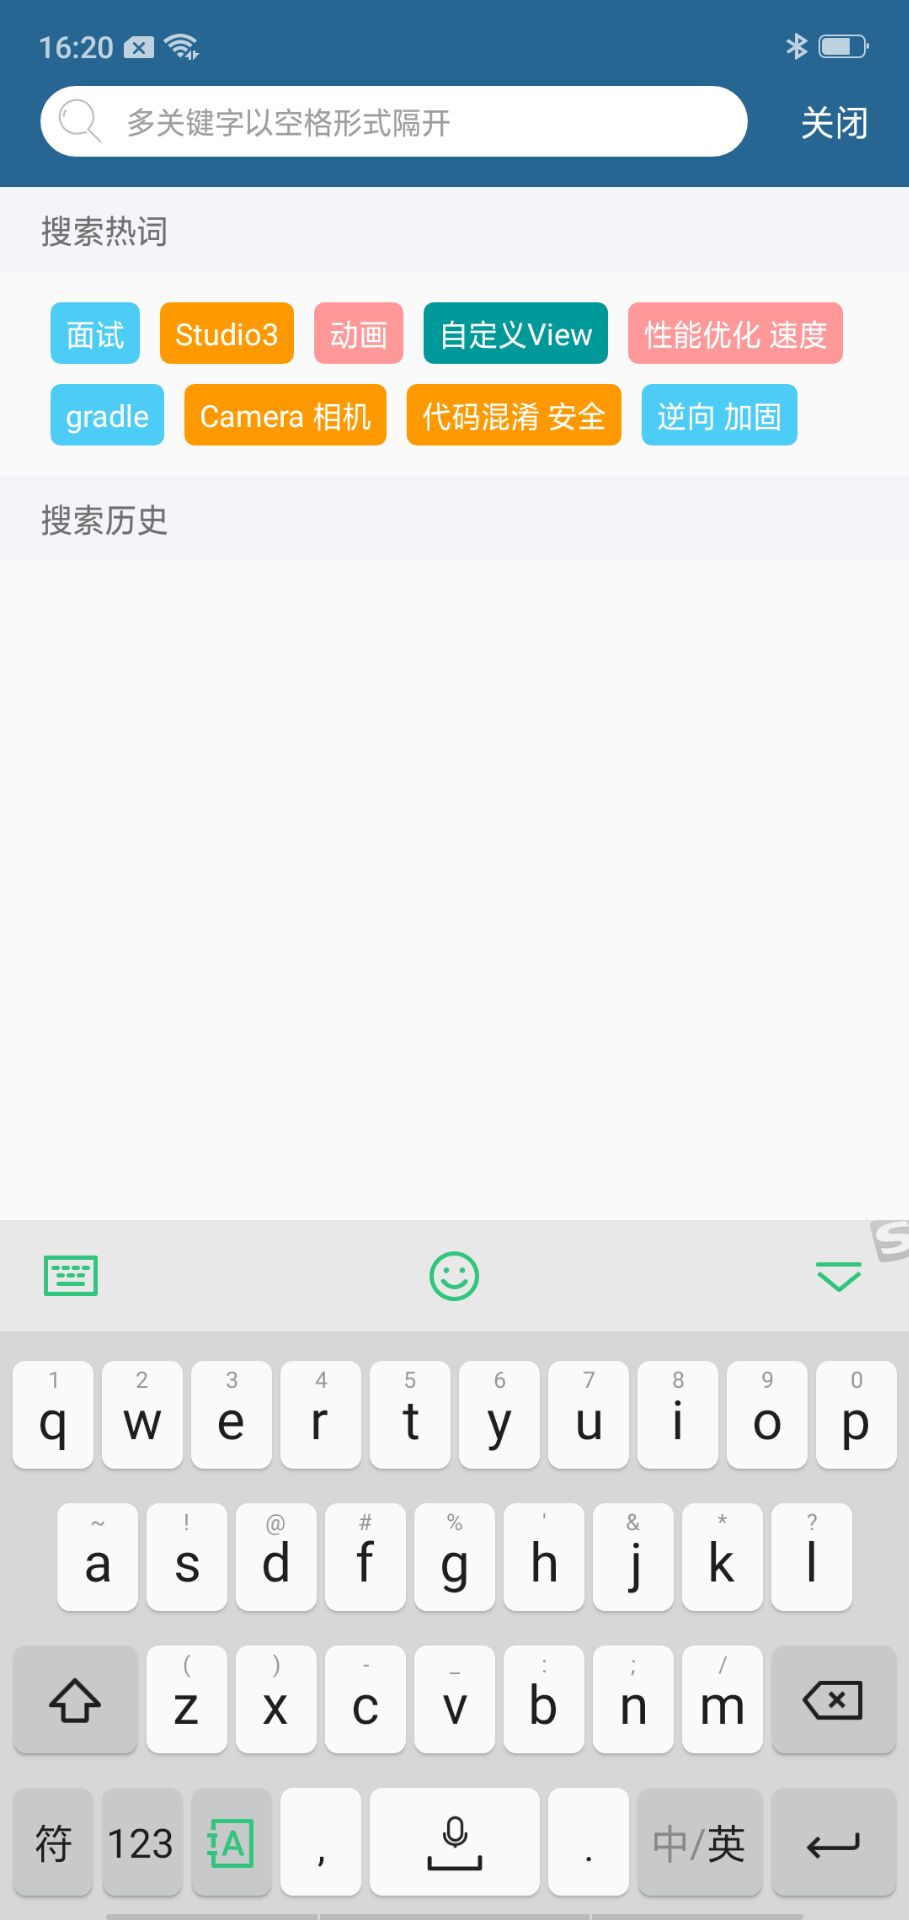 16:20
多关键字以空格形式隔开 关闭
搜索热词
面试 Studio3 动画 自定义View 性能优化 速度
gradle Camera 相机 代码混淆 安全 逆向 加固
搜索历史
1 2 3 4 5 6 7 8 9 0
q w e r t y u i o p
~ ! @ # % ' & * ?
a s d f g h j k l
( ) - _ : ; /
z x c v b n m
符 123 A , . 中/英